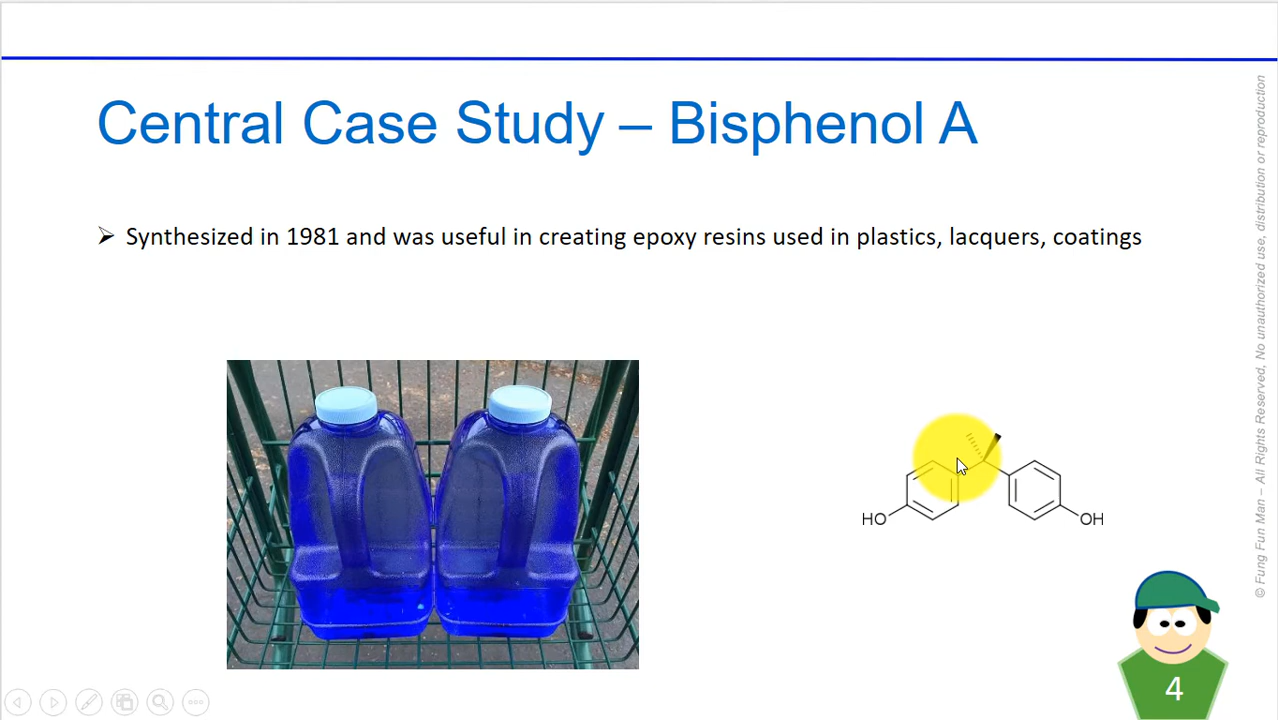 Central Case Study – Bisphenol A
➢ Synthesized in 1981 and was useful in creating epoxy resins used in plastics, lacquers, coatings
HO
OH
4
© Fung Fun Man – All Rights Reserved, No unauthorized use, distribution or reproduction